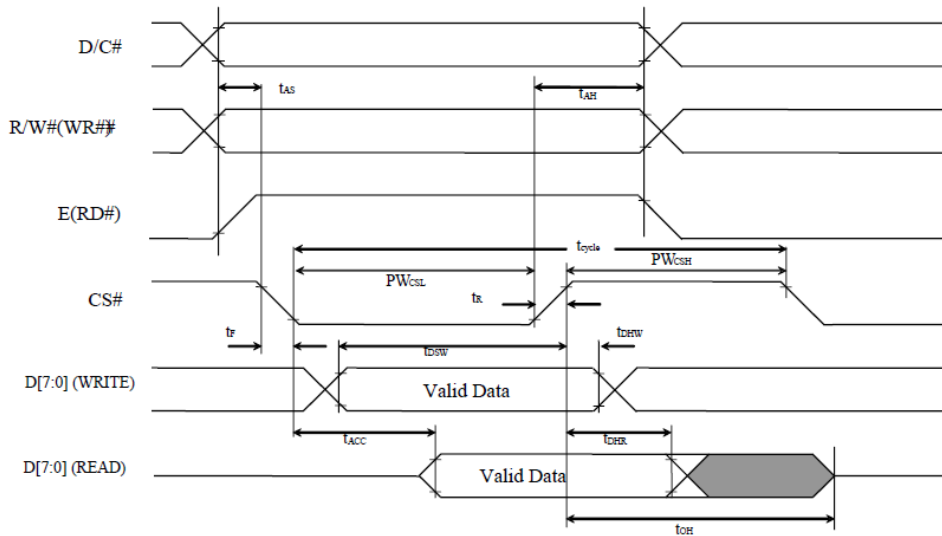 D/C#
tAS
tAH
R/W#(WR#)
E(RD#)
tcycle
PWCSL
PWCSH
CS#
tR
tF
tDSW
tDHW
D[7:0] (WRITE)
Valid Data
tACC
tDHR
D[7:0] (READ)
Valid Data
tOH